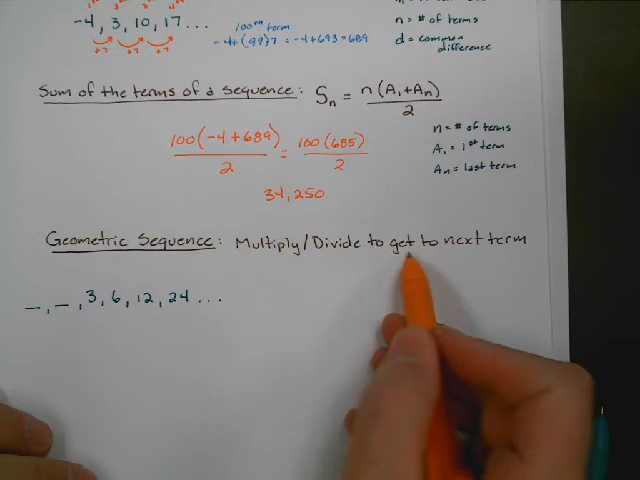 -4, 3, 10, 17 ...
+7 +7 +7
100th term
-4+(99)7 = -4+693=689
n = # of terms
d = common
difference
Sum of the terms of a sequence: Sn = n(A1+An)/2
100(-4+689)/2 = 100(685)/2
34,250
n = # of terms
A1 = 1st term
An = last term
Geometric Sequence: Multiply/Divide to get to next term
_, _, 3, 6, 12, 24 ...